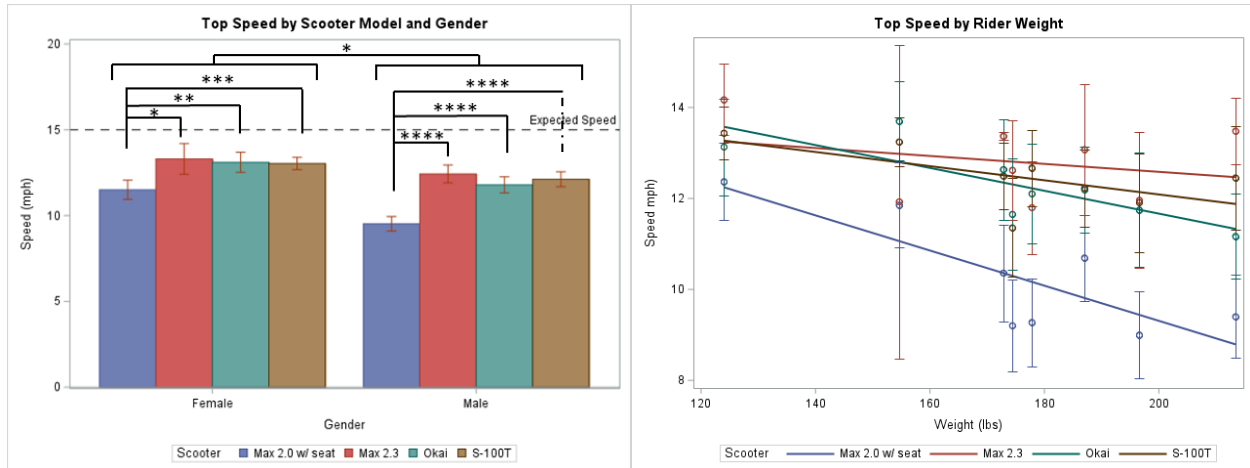 Top Speed by Scooter Model and Gender
20
*
***
****
**
****
*
15
Expected Speed
****
10
5
0
Speed (mph)
Female
Male
Gender
Scooter Max 2.0 w/ seat Max 2.3 Okai S-100T
Top Speed by Rider Weight
14
12
10
8
Speed mph)
120 140 160 180 200
Weight (lbs)
Scooter Max 2.0 w/ seat Max 2.3 Okai S-100T